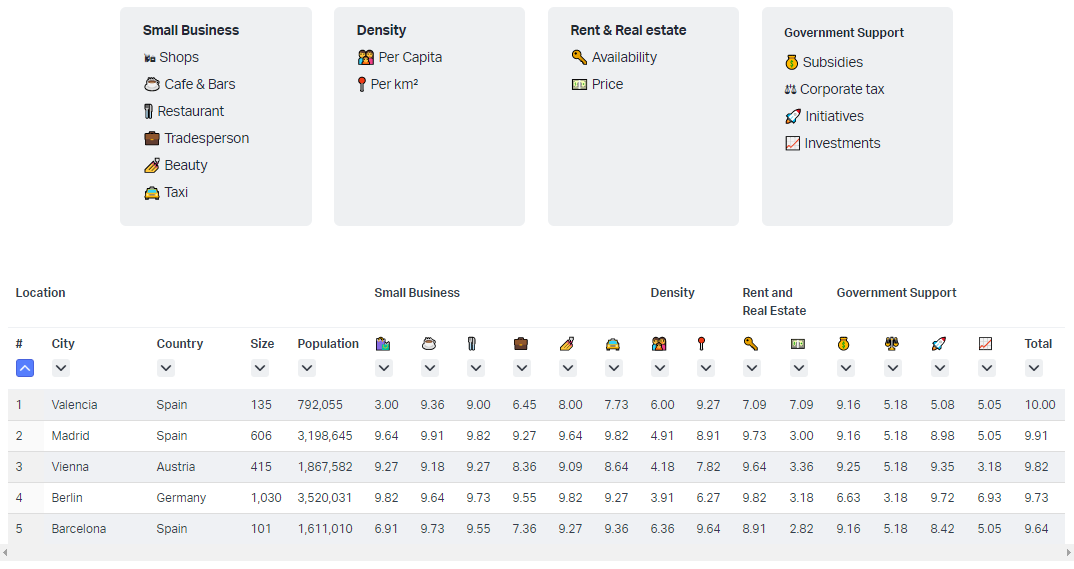 Small Business
Shops
Cafe & Bars
Restaurant
Tradesperson
Beauty
Taxi
Density
Per Capita
Per km²
Rent & Real estate
Availability
Price
Government Support
Subsidies
Corporate tax
Initiatives
Investments
Location Small Business Density Rent and Real Estate Government Support
# City Country Size Population Total
1 Valencia Spain 135 792,055 3.00 9.36 9.00 6.45 8.00 7.73 6.00 9.27 7.09 7.09 9.16 5.18 5.08 5.05 10.00
2 Madrid Spain 606 3,198,645 9.64 9.91 9.82 9.27 9.64 9.82 4.91 8.91 9.73 3.00 9.16 5.18 8.98 5.05 9.91
3 Vienna Austria 415 1,867,582 9.27 9.18 9.27 8.36 9.09 8.64 4.18 7.82 9.64 3.36 9.25 5.18 9.35 3.18 9.82
4 Berlin Germany 1,030 3,520,031 9.82 9.64 9.73 9.55 9.82 9.27 3.91 6.27 9.82 3.18 6.63 3.18 9.72 6.93 9.73
5 Barcelona Spain 101 1,611,010 6.91 9.73 9.55 7.36 9.27 9.36 6.36 9.64 8.91 2.82 9.16 5.18 8.42 5.05 9.64